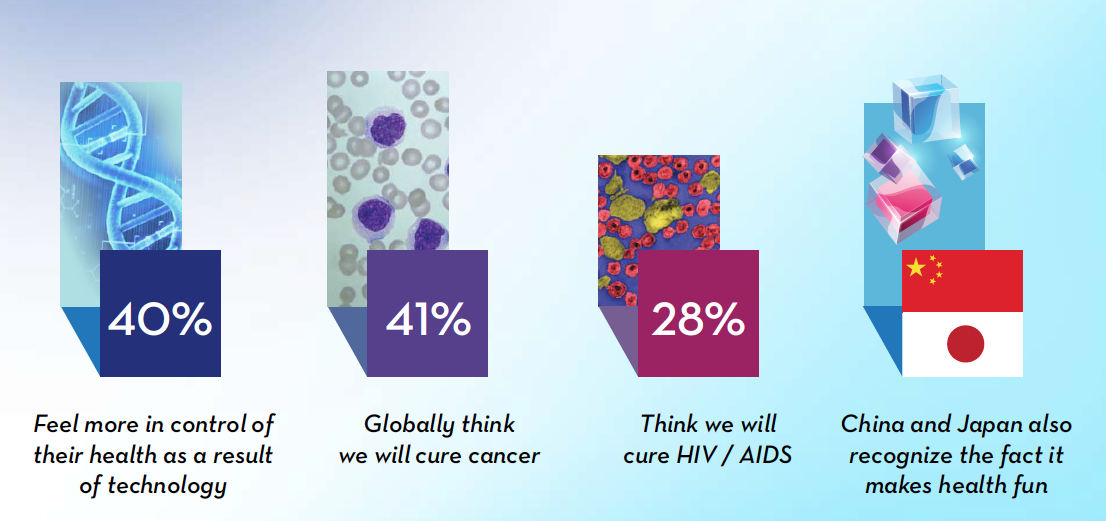 40%
Feel more in control of
their health as a result
of technology
41%
Globally think
we will cure cancer
28%
Think we will
cure HIV / AIDS
China and Japan also
recognize the fact it
makes health fun